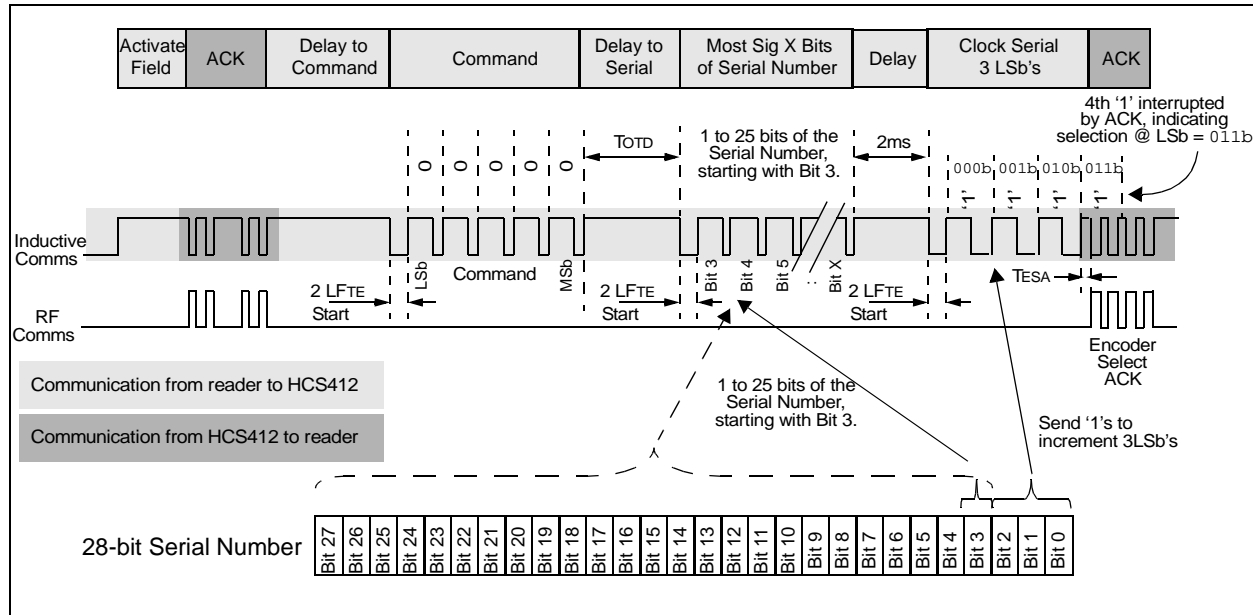 Activate
Field
ACK
Delay to
Command
Command
Delay to
Serial
Most Sig X Bits
of Serial Number
Delay
Clock Serial
3 LSb's
ACK
4th '1' interrupted
by ACK, indicating
selection @ LSb = 011b
0
0
0
0
0
TOTD
1 to 25 bits of the
Serial Number,
starting with Bit 3.
2ms
000b
001b
010b
011b
'1'
'1'
'1'
'1'
Inductive
Comms
LSb
Command
MSb
Bit 3
Bit 4
Bit 5
:
Bit X
TESA
2 LFTE
Start
2 LFTE
Start
2 LFTE
Start
RF
Comms
Encoder
Select
ACK
Communication from reader to HCS412
Communication from HCS412 to reader
1 to 25 bits of the
Serial Number,
starting with Bit 3.
Send '1's to
increment 3LSb's
28-bit Serial Number
Bit 27
Bit 26
Bit 25
Bit 24
Bit 23
Bit 22
Bit 21
Bit 20
Bit 19
Bit 18
Bit 17
Bit 16
Bit 15
Bit 14
Bit 13
Bit 12
Bit 11
Bit 10
Bit 9
Bit 8
Bit 7
Bit 6
Bit 5
Bit 4
Bit 3
Bit 2
Bit 1
Bit 0